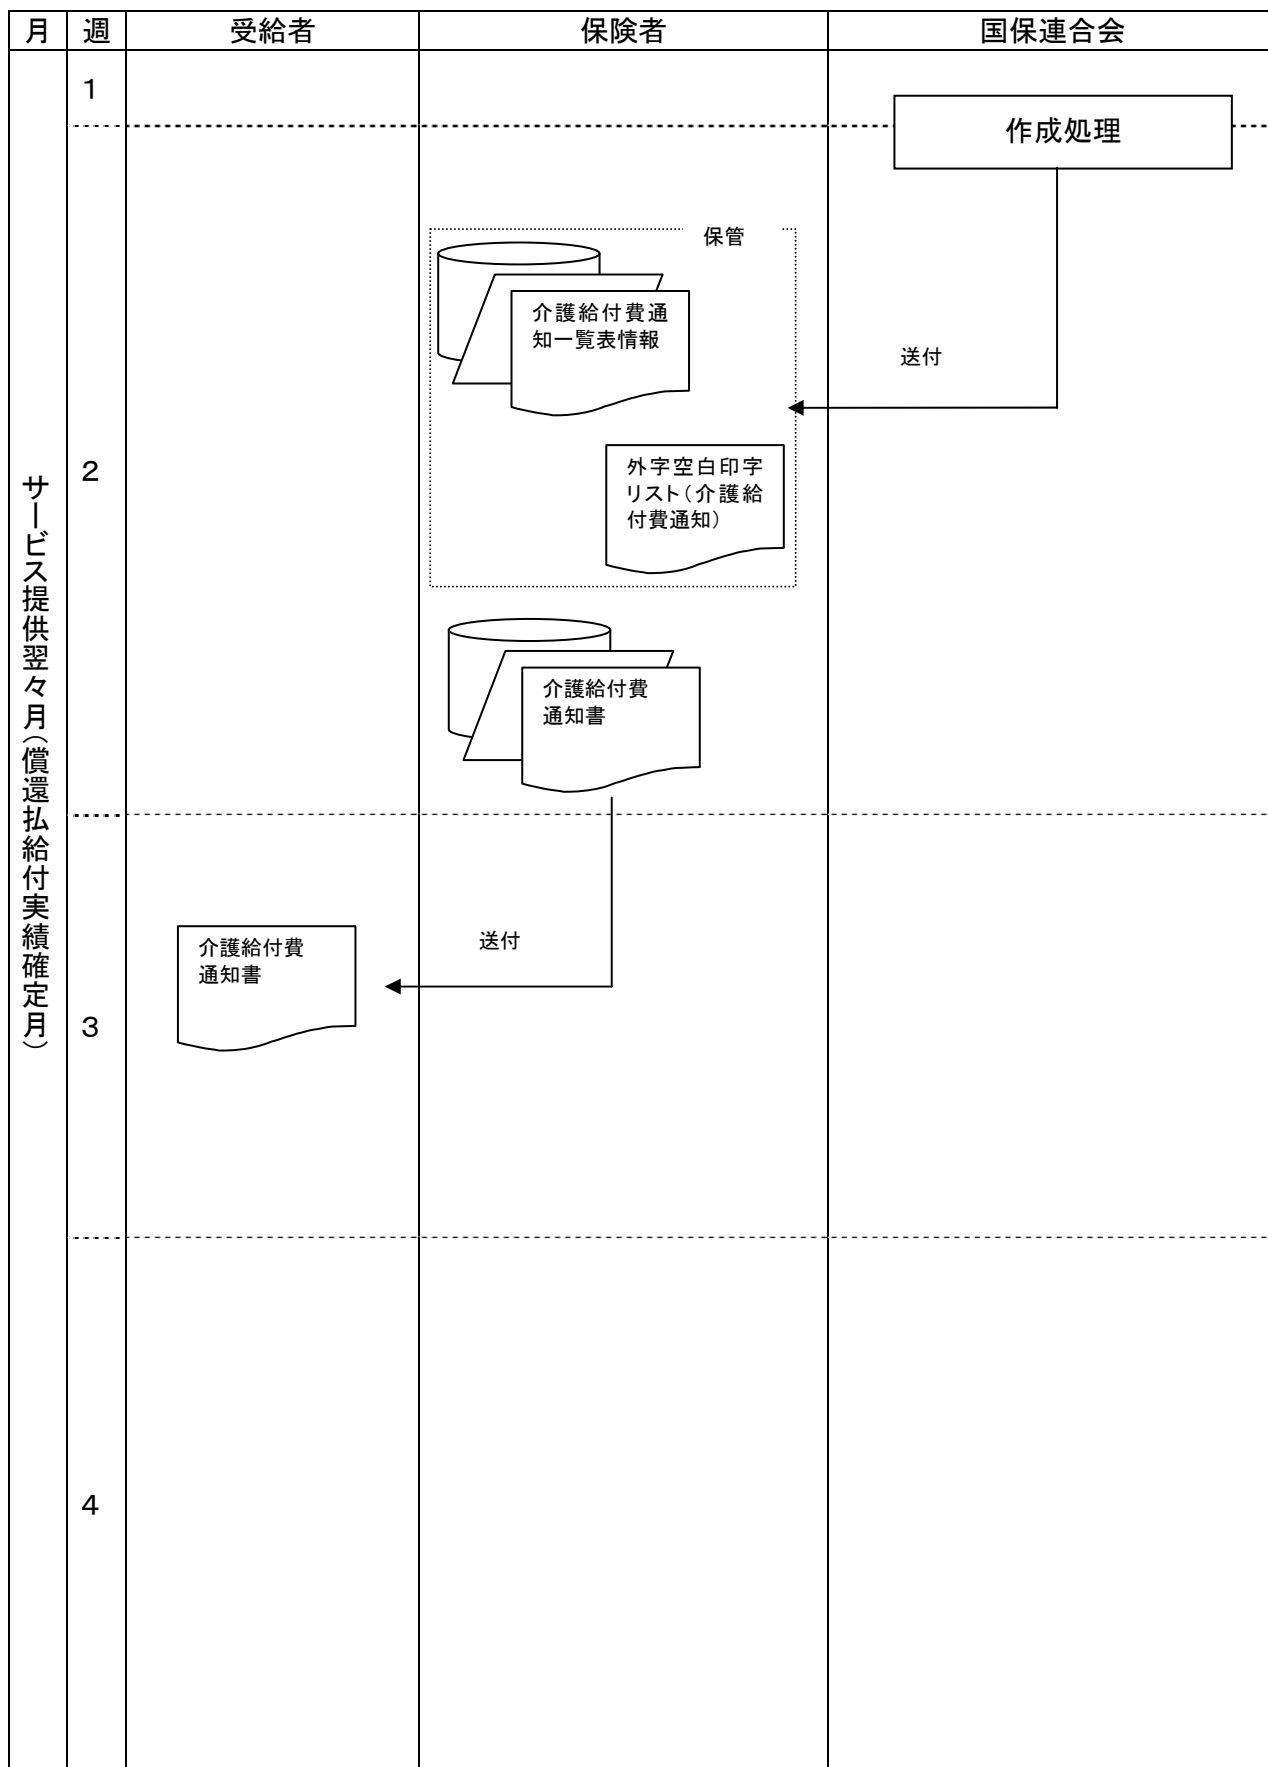 月 週 受給者 保険者 国保連合会
サービス提供翌々月（償還払給付実績確定月）
1
作成処理
2
保管
介護給付費通
知一覧表情報
送付
外字空白印字
リスト（介護給
付費通知）
介護給付費
通知書
3
介護給付費
通知書
送付
4